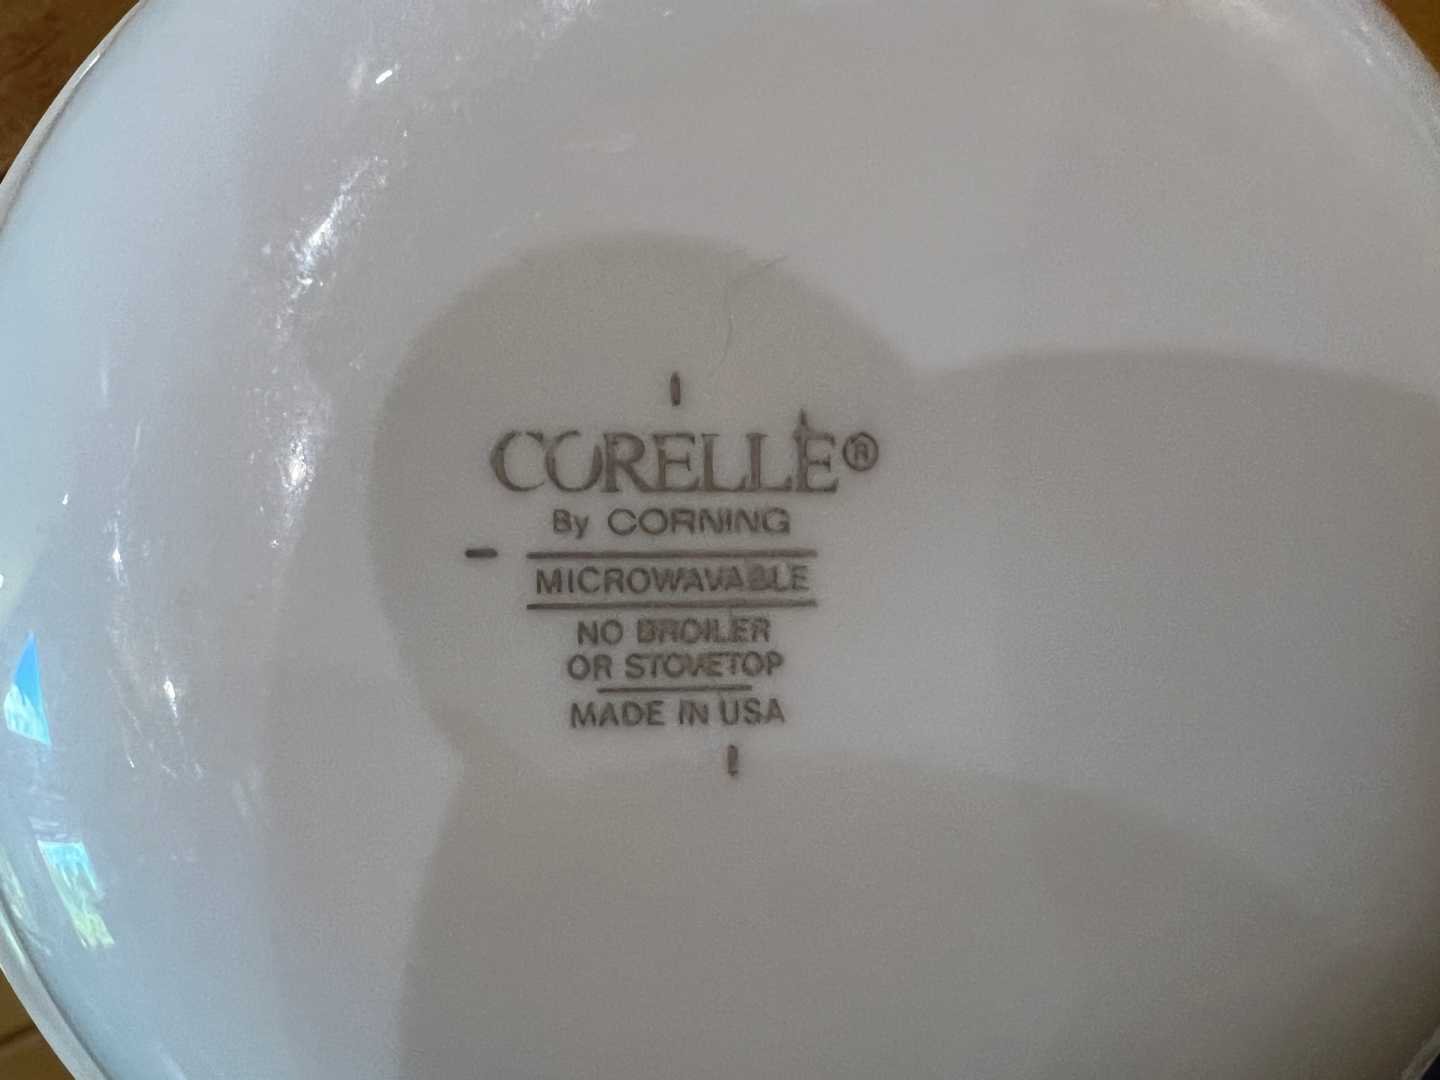 CORELLE®
By CORNING
MICROWAVABLE
NO BROILER
OR STOVETOP
MADE IN USA